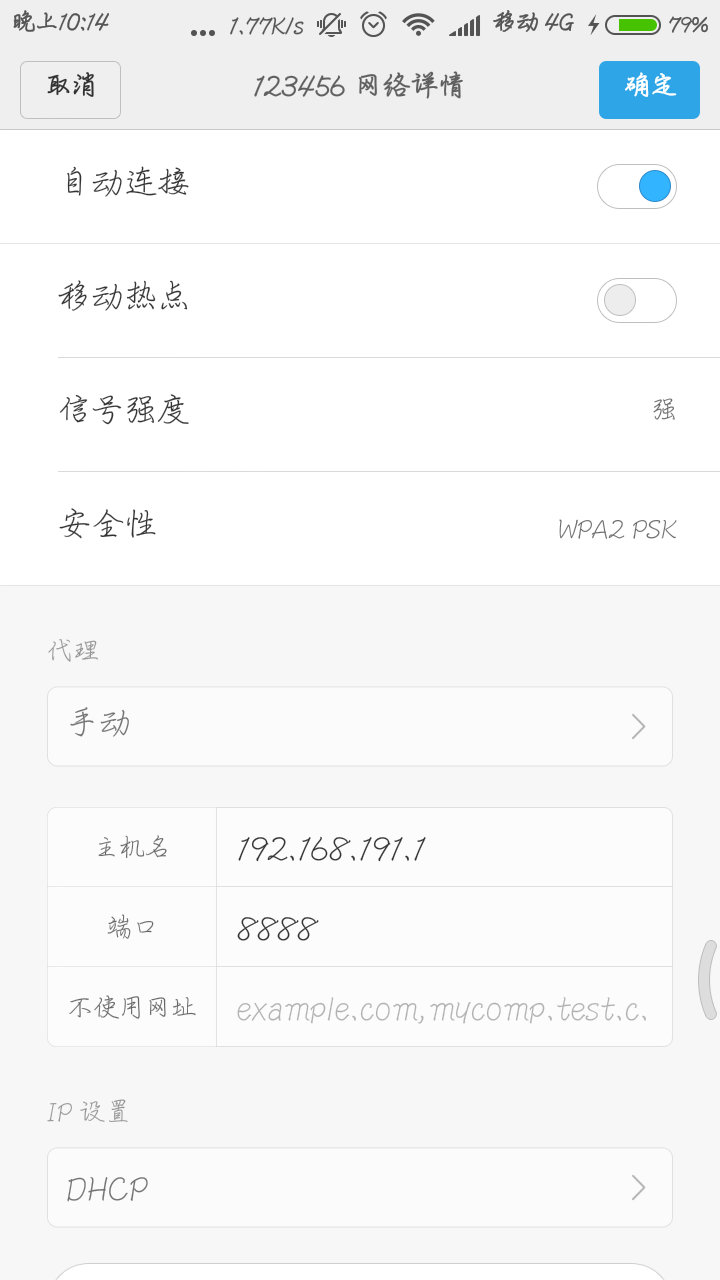 晚上10:14 ... 1.77K/s 移动 4G 79%
取消 123456 网络详情 确定
自动连接
移动热点
信号强度 强
安全性 WPA2 PSK
代理
手动
主机名 192.168.191.1
端口 8888
不使用网址 example.com,mycomp.test.c.
IP 设置
DHCP